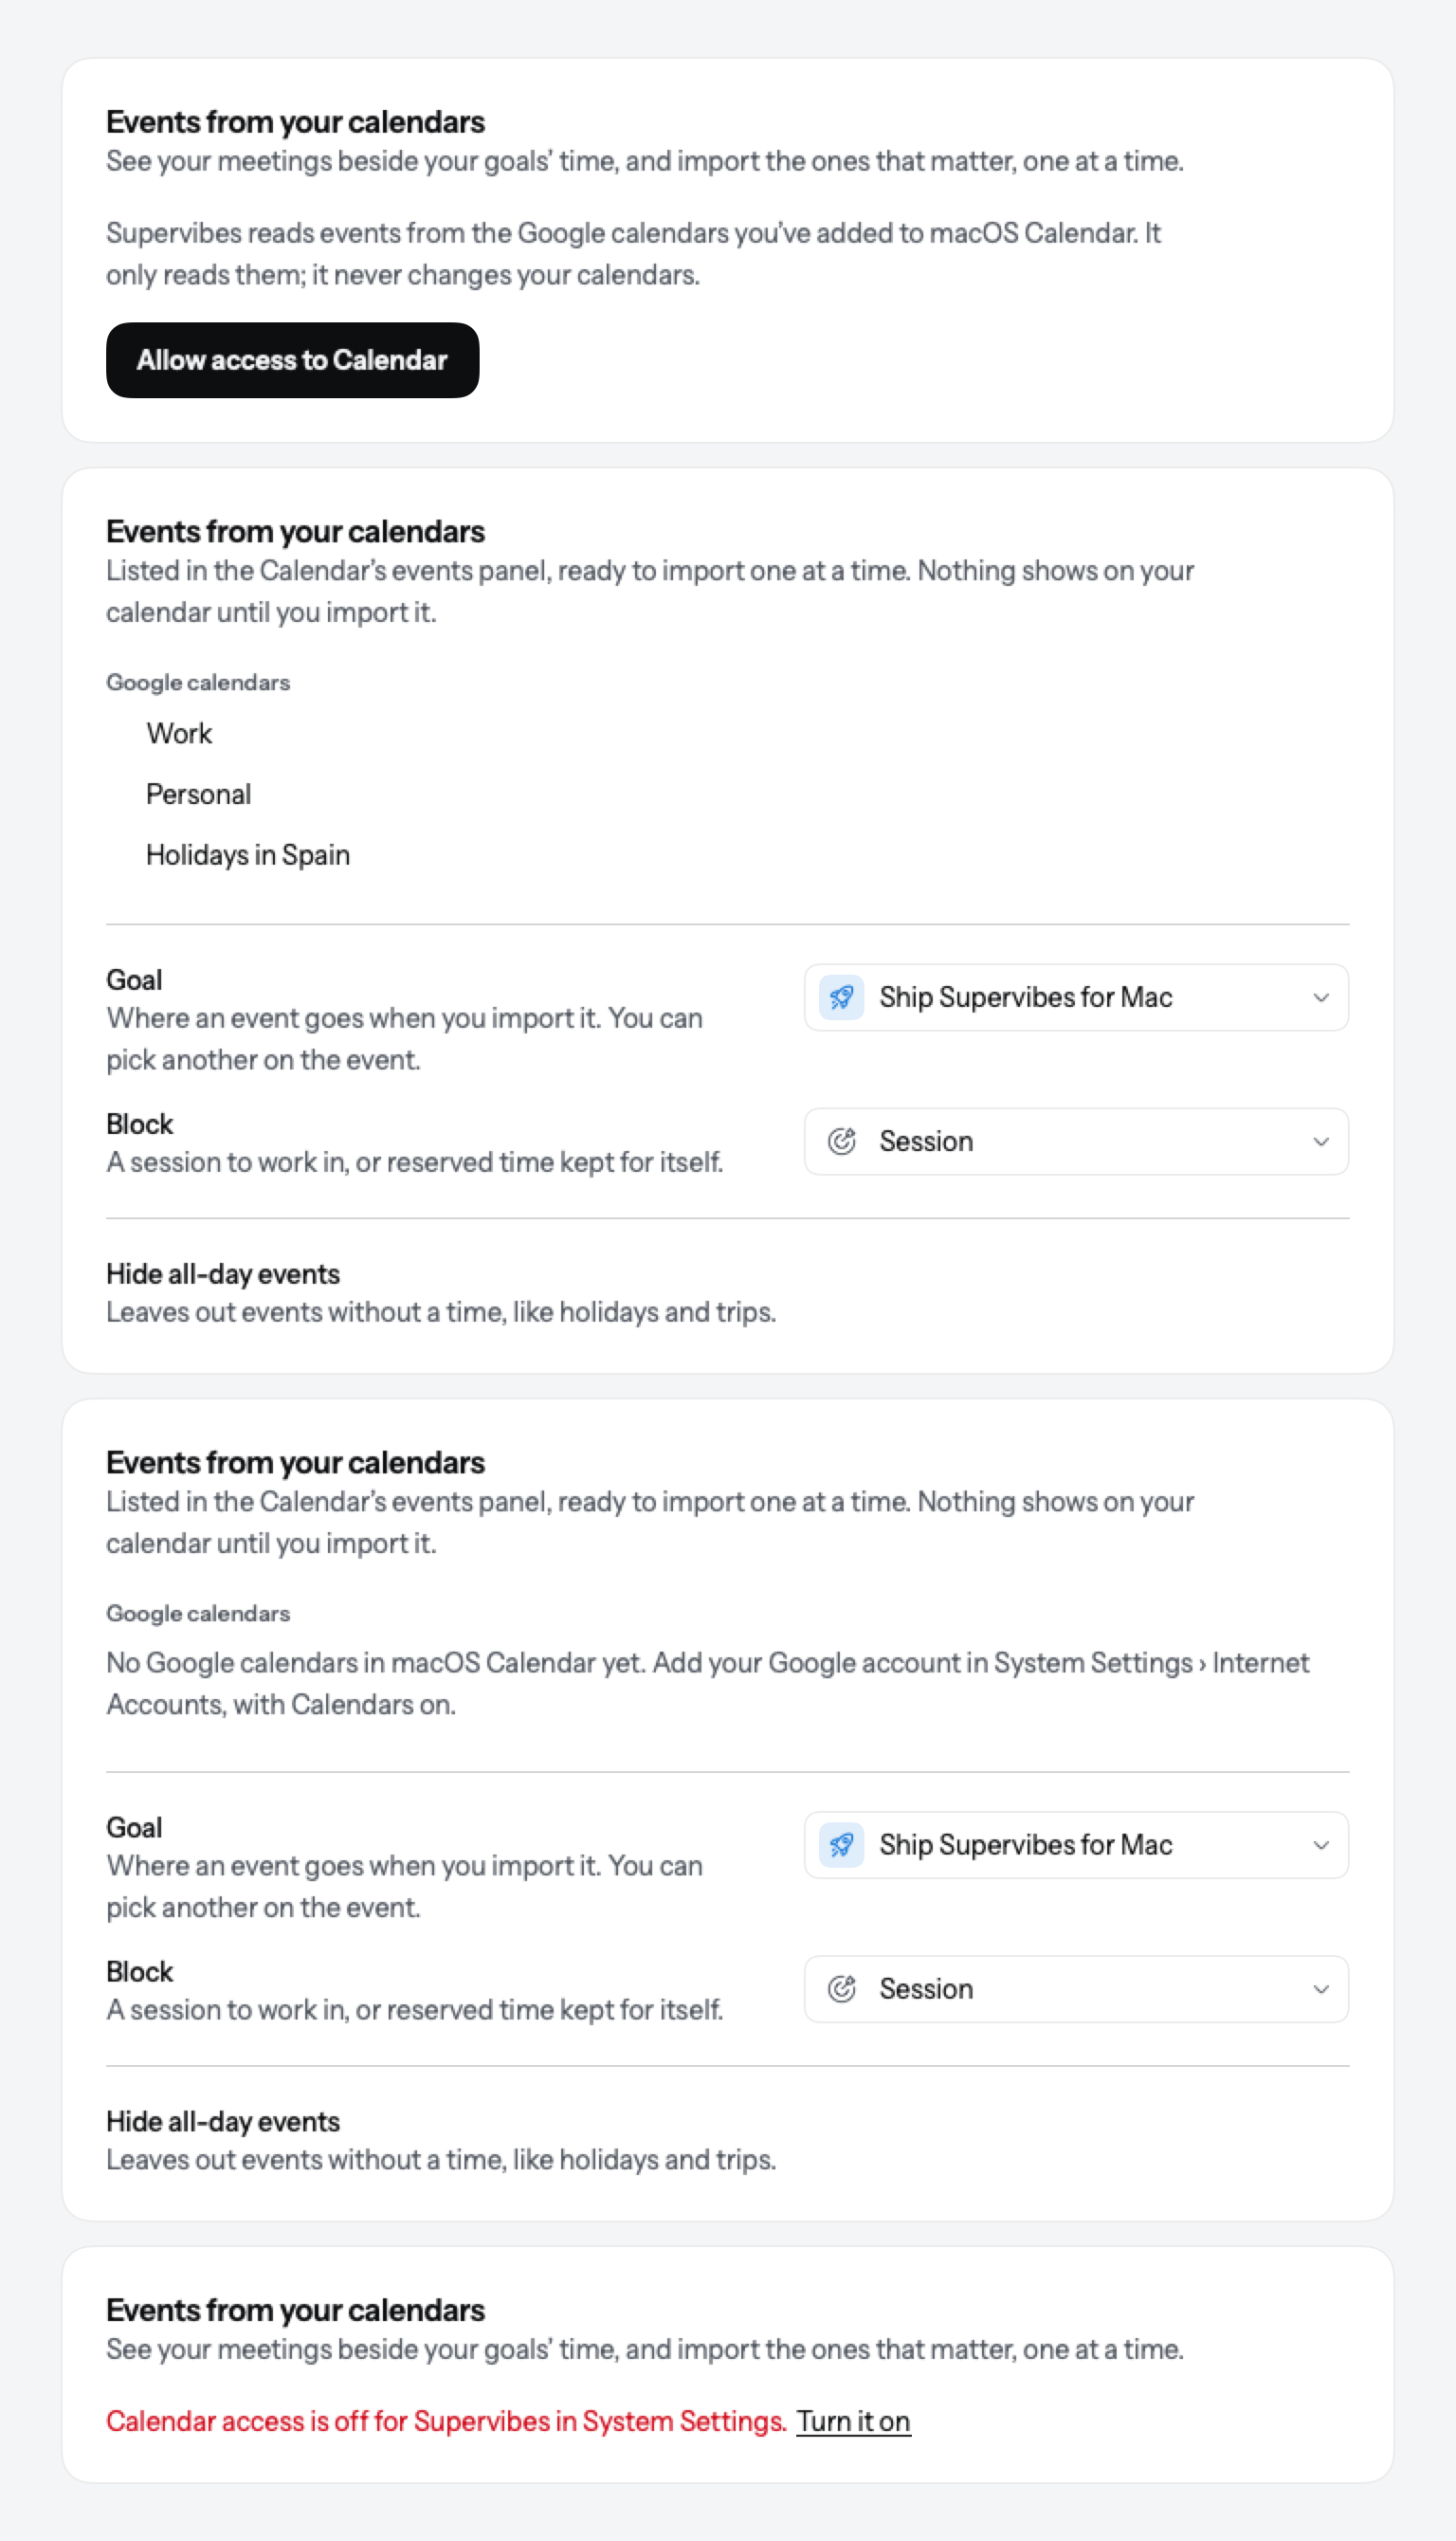 Events from your calendars
See your meetings beside your goals’ time, and import the ones that matter, one at a time.
Supervibes reads events from the Google calendars you’ve added to macOS Calendar. It
only reads them; it never changes your calendars.
Allow access to Calendar
Events from your calendars
Listed in the Calendar’s events panel, ready to import one at a time. Nothing shows on your
calendar until you import it.
Google calendars
Work
Personal
Holidays in Spain
Goal
Where an event goes when you import it. You can
pick another on the event.
Ship Supervibes for Mac
Block
A session to work in, or reserved time kept for itself.
Session
Hide all-day events
Leaves out events without a time, like holidays and trips.
Events from your calendars
Listed in the Calendar’s events panel, ready to import one at a time. Nothing shows on your
calendar until you import it.
Google calendars
No Google calendars in macOS Calendar yet. Add your Google account in System Settings › Internet
Accounts, with Calendars on.
Goal
Where an event goes when you import it. You can
pick another on the event.
Ship Supervibes for Mac
Block
A session to work in, or reserved time kept for itself.
Session
Hide all-day events
Leaves out events without a time, like holidays and trips.
Events from your calendars
See your meetings beside your goals’ time, and import the ones that matter, one at a time.
Calendar access is off for Supervibes in System Settings. Turn it on